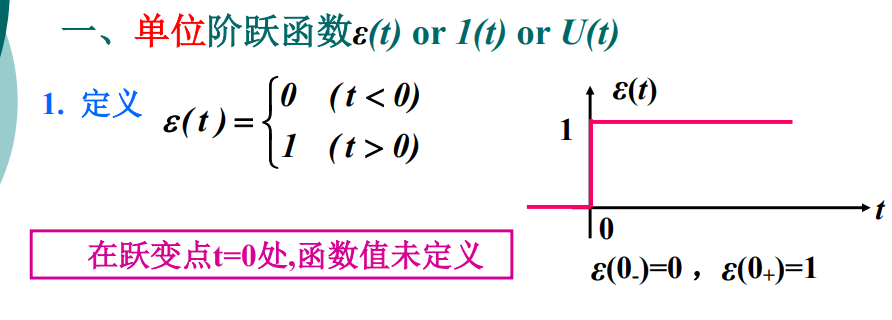 一、单位阶跃函数ε(t) or 1(t) or U(t)
1. 定义
ε(t)={0 (t<0)
1 (t>0)
ε(t)
1
t
0
在跃变点t=0处,函数值未定义
ε(0-)=0 ，ε(0+)=1